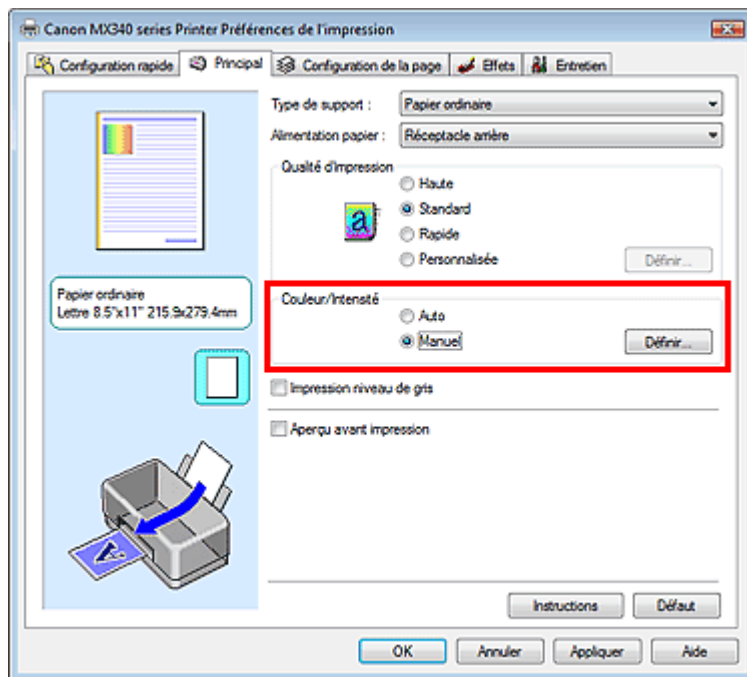 Canon MX340 series Printer Préférences de l'impression
Configuration rapide
Principal
Configuration de la page
Effets
Entretien
Type de support :
Papier ordinaire
Alimentation papier :
Réceptacle arrière
Qualité d'impression
Haute
Standard
Rapide
Personnalisée
Définir...
Papier ordinaire
Lettre 8.5"x11" 215.9x279.4mm
Couleur/Intensité
Auto
Manuel
Définir...
Impression niveau de gris
Aperçu avant impression
Instructions
Défaut
OK
Annuler
Appliquer
Aide